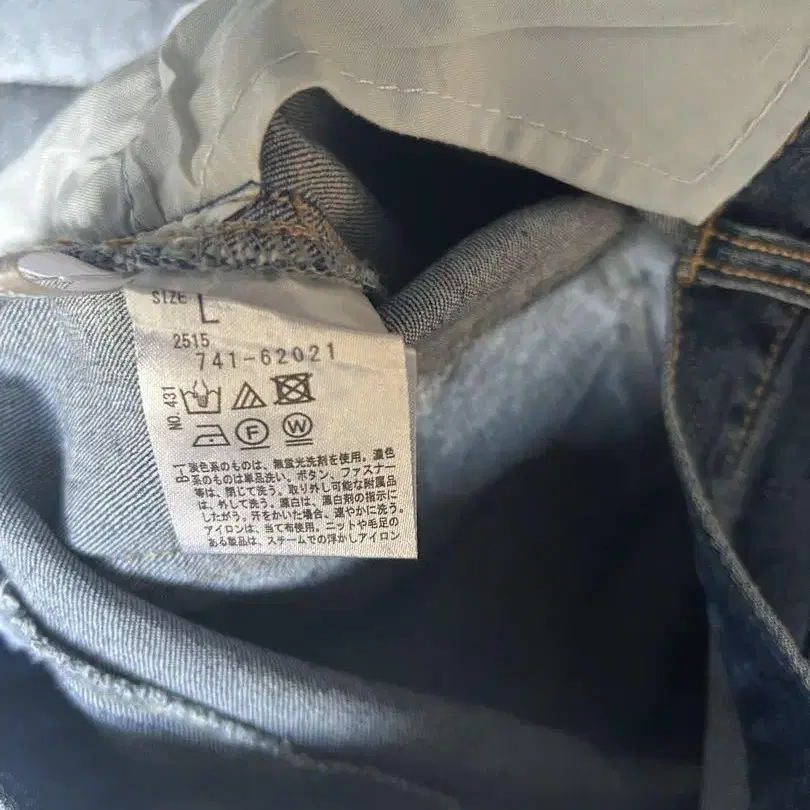 SIZE L
2515
741-62021
NO.431
F W
B-1
淡色系のものは、無蛍光洗剤を使用。濃色
系のものは単品洗い。ボタン、ファスナー
等は、閉じて洗う。取り外し可能な附属品
は、外して洗う。漂白は、漂白剤の指示に
したがう。汗をかいた場合、速やかに洗う。
アイロンは、当て布使用。ニットや毛足の
ある製品は、スチームでの浮かしアイロン